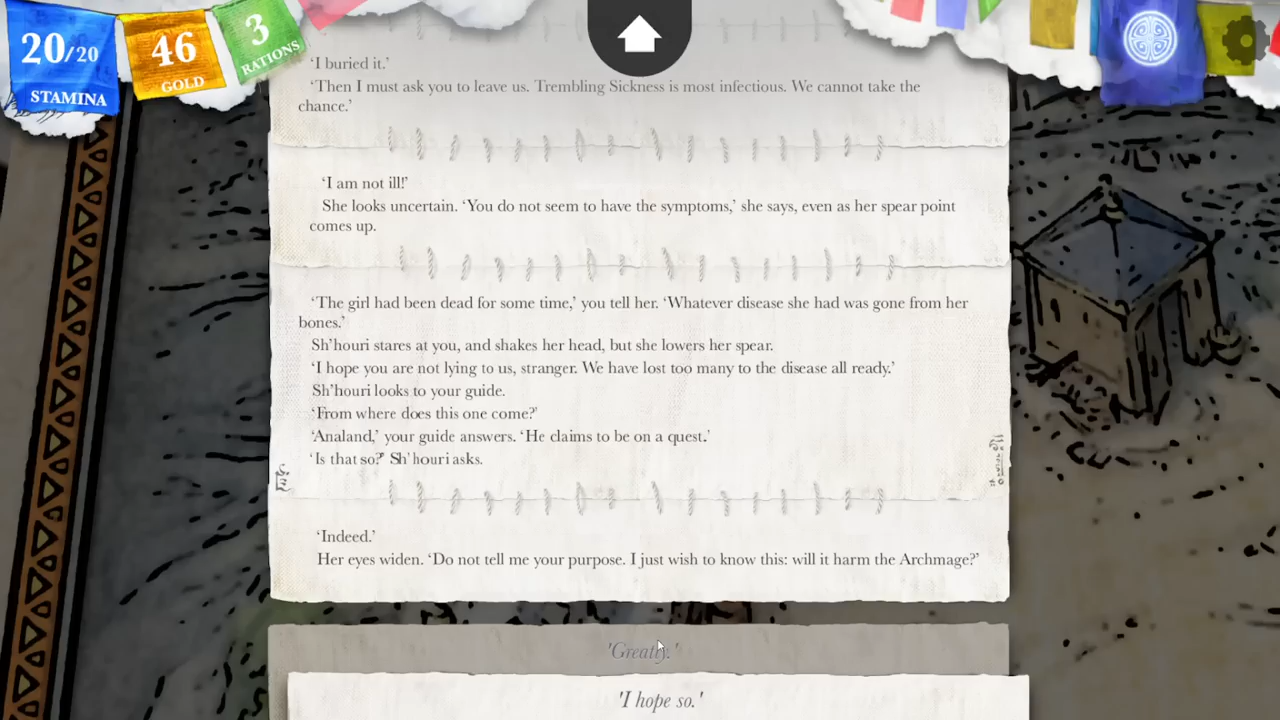 20/20
STAMINA
46
GOLD
3
RATIONS
‘I buried it.’
‘Then I must ask you to leave us. Trembling Sickness is most infectious. We cannot take the
chance.’
‘I am not ill!’
She looks uncertain. ‘You do not seem to have the symptoms,’ she says, even as her spear point
comes up.
‘The girl had been dead for some time,’ you tell her. ‘Whatever disease she had was gone from her
bones.’
Sh’houri stares at you, and shakes her head, but she lowers her spear.
‘I hope you are not lying to us, stranger. We have lost too many to the disease all ready.’
Sh’houri looks to your guide.
‘From where does this one come?’
‘Analand,’ your guide answers. ‘He claims to be on a quest.’
‘Is that so?’ Sh’houri asks.
‘Indeed.’
Her eyes widen. ‘Do not tell me your purpose. I just wish to know this: will it harm the Archmage?’
'Greatly.'
'I hope so.'